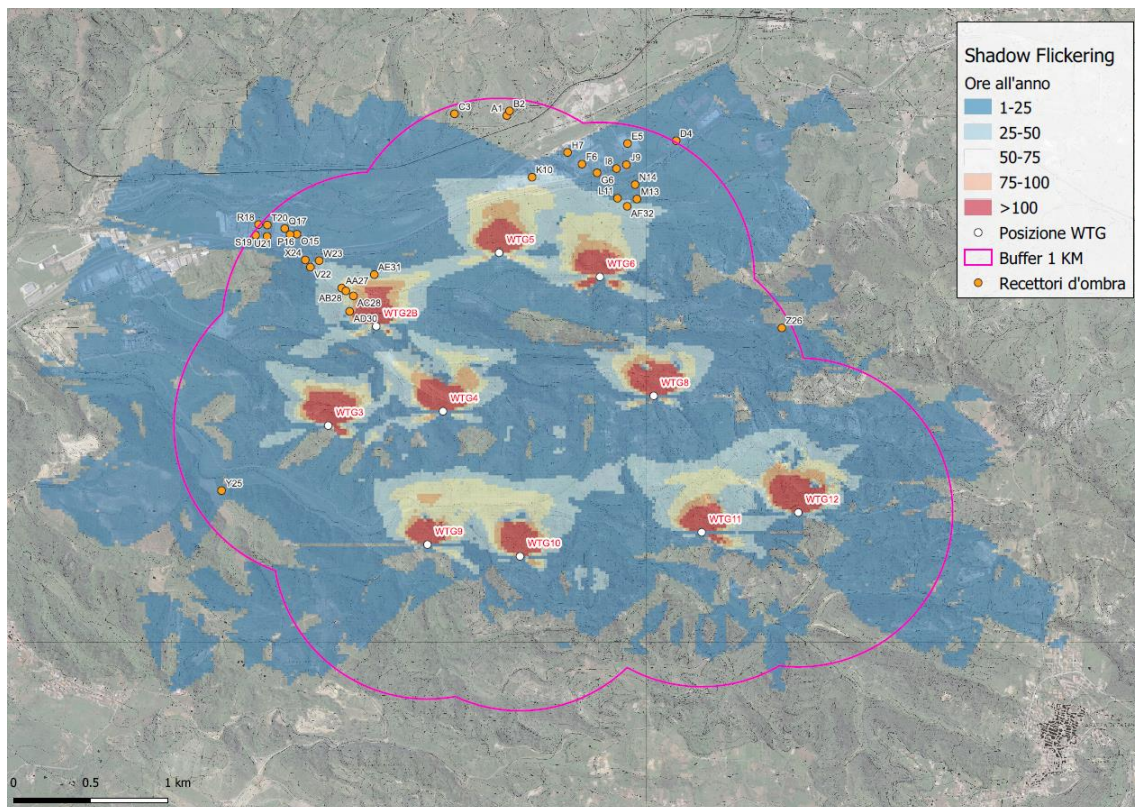 Shadow Flickering
Ore all'anno
1-25
25-50
50-75
75-100
>100
Posizione WTG
Buffer 1 KM
Recettori d'ombra
C3
A1
B2
D4
E5
H7
F6
I8
J9
G6
K10
N14
L11
M13
AF32
R18
T20
Q17
S19
U21
P16
O15
X24
W23
V22
AE31
AA27
AB28
AC28
AD30
Z26
Y25
WTG5
WTG6
WTG2B
WTG8
WTG4
WTG3
WTG12
WTG11
WTG9
WTG10
0 0.5 1 km